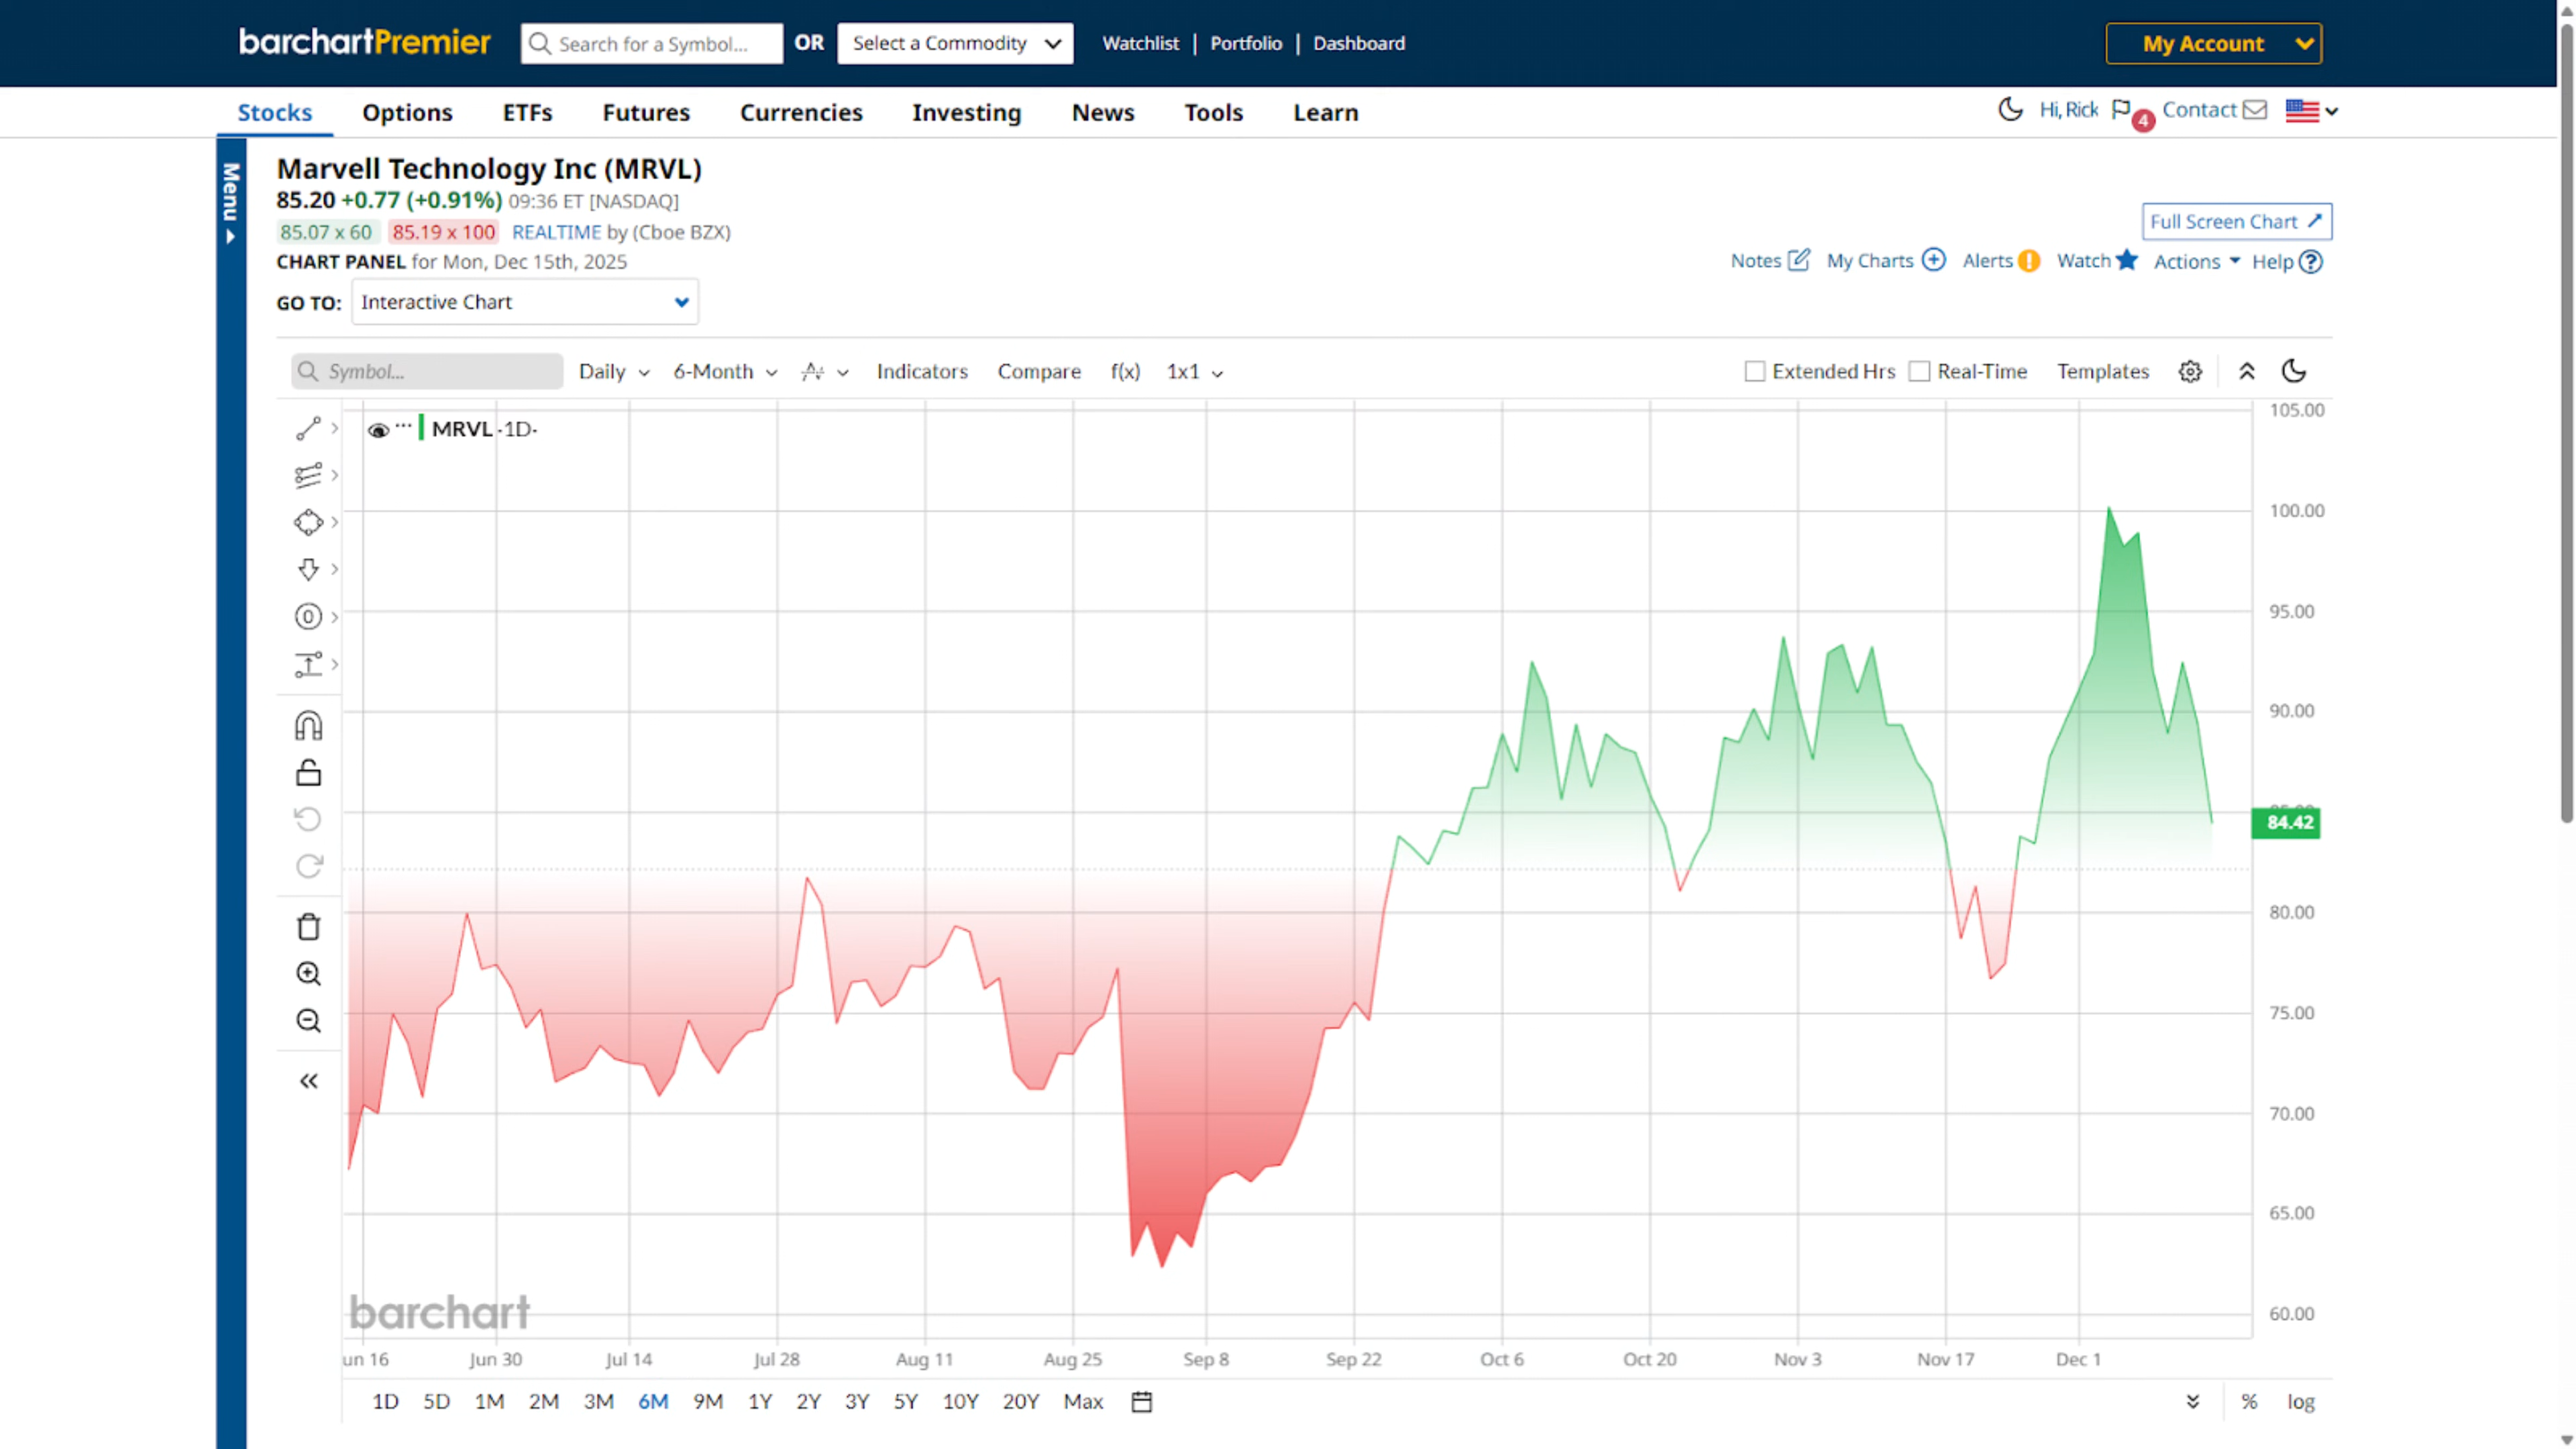 barchartPremier
Search for a Symbol...
OR
Select a Commodity
Watchlist | Portfolio | Dashboard
My Account
Stocks Options ETFs Futures Currencies Investing News Tools Learn
Hi, Rick 4 Contact
Menu
Marvell Technology Inc (MRVL)
85.20 +0.77 (+0.91%) 09:36 ET [NASDAQ]
85.07 x 60 85.19 x 100 REALTIME by (Cboe BZX)
Full Screen Chart
CHART PANEL for Mon, Dec 15th, 2025
Notes My Charts Alerts Watch Actions Help
GO TO: Interactive Chart
Symbol... Daily 6-Month Indicators Compare f(x) 1x1 Extended Hrs Real-Time Templates
MRVL ·1D·
105.00
100.00
95.00
90.00
84.42
80.00
75.00
70.00
65.00
60.00
barchart
un 16 Jun 30 Jul 14 Jul 28 Aug 11 Aug 25 Sep 8 Sep 22 Oct 6 Oct 20 Nov 3 Nov 17 Dec 1
1D 5D 1M 2M 3M 6M 9M 1Y 2Y 3Y 5Y 10Y 20Y Max % log